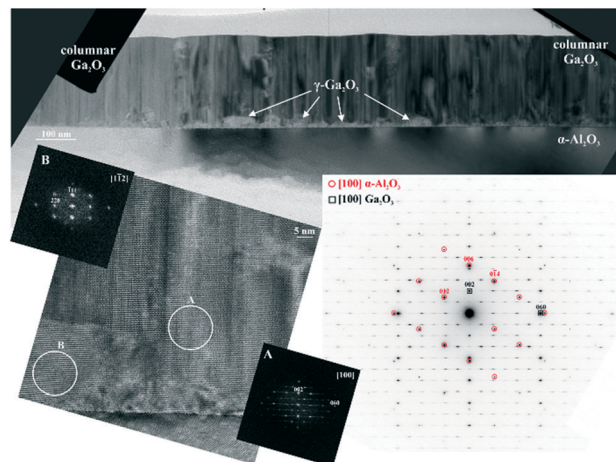 columnar
Ga₂O₃
columnar
Ga₂O₃
γ-Ga₂O₃
100 nm
α-Al₂O₃
B
[11̄2]
1̄11
220
5 nm
A
B
A
[100]
002
060
[100] α-Al₂O₃
[100] Ga₂O₃
006
01̄4
012
002
060